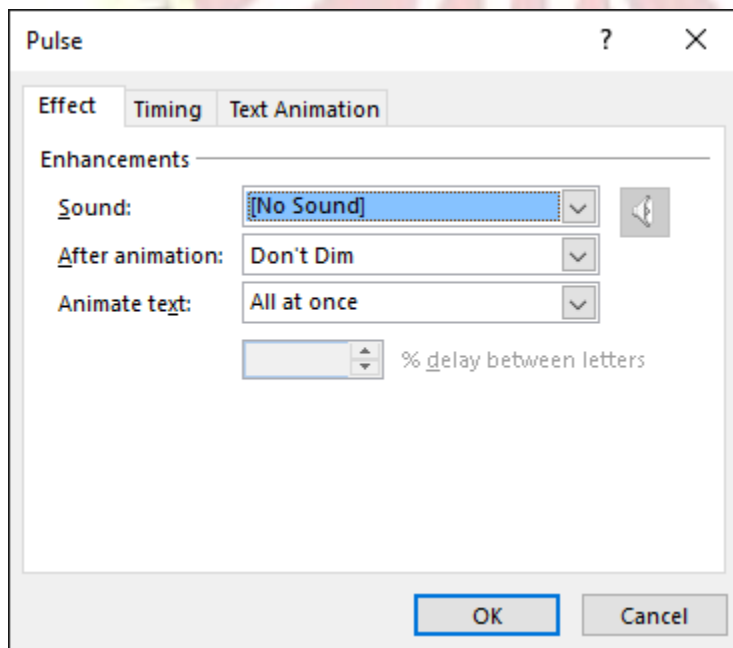 Pulse ?
Effect Timing Text Animation
Enhancements
Sound: [No Sound]
After animation: Don't Dim
Animate text: All at once
% delay between letters
OK Cancel